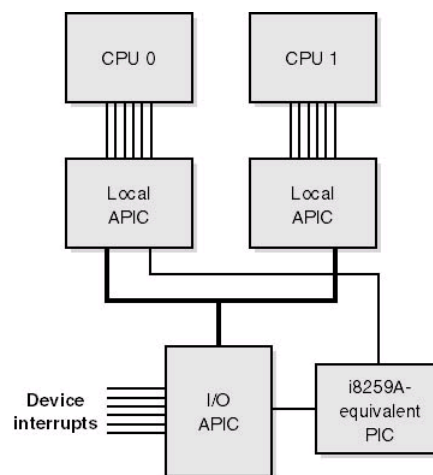 CPU 0
CPU 1
Local
APIC
Local
APIC
Device
interrupts
I/O
APIC
i8259A-
equivalent
PIC